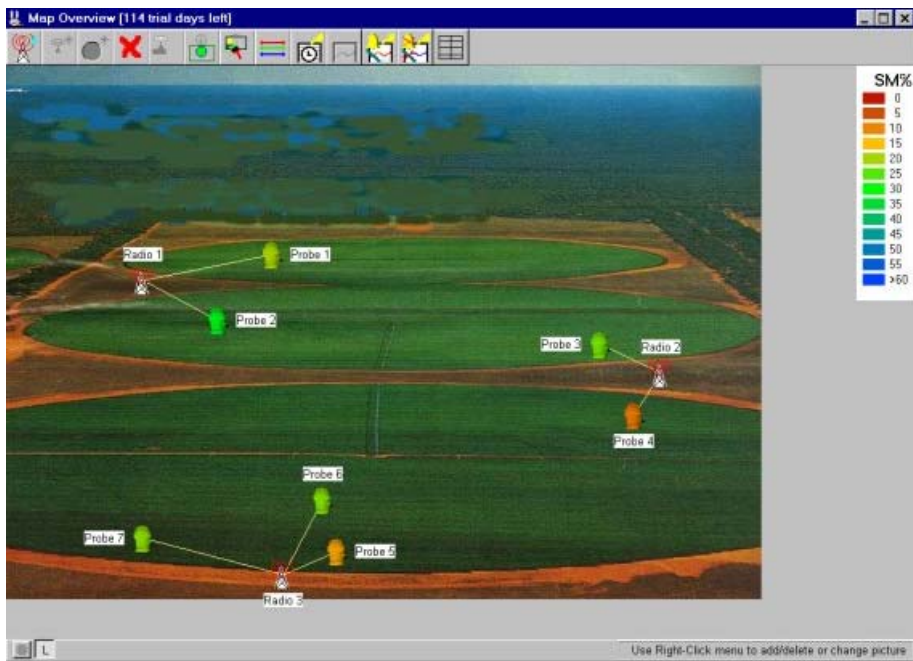 Map Overview [114 trial days left]
SM%
0
5
10
15
20
25
30
35
40
45
50
55
>60
Radio 1
Probe 1
Probe 2
Probe 3
Radio 2
Probe 4
Probe 6
Probe 7
Probe 5
Radio 3
L
Use Right-Click menu to add/delete or change picture